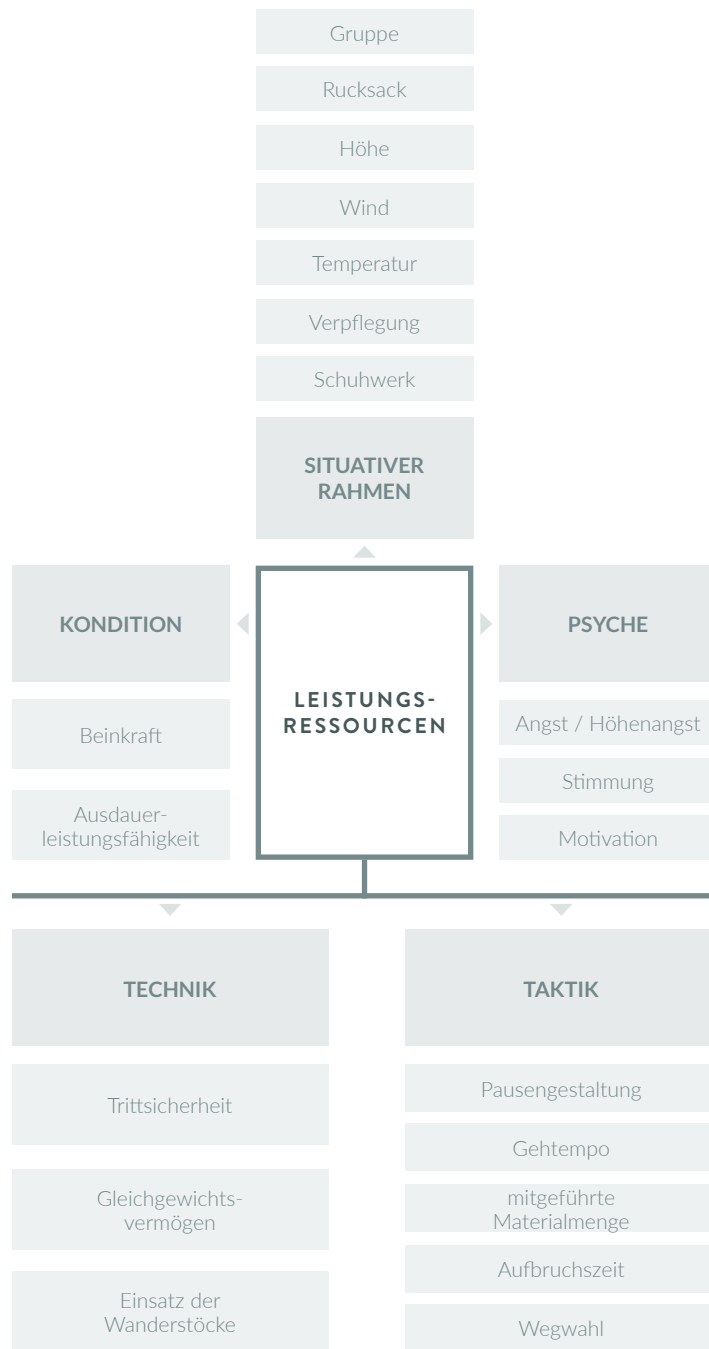 Gruppe
Rucksack
Höhe
Wind
Temperatur
Verpflegung
Schuhwerk
SITUATIVER
RAHMEN
KONDITION
Beinkraft
Ausdauer-
leistungsfähigkeit
LEISTUNGS-
RESSOURCEN
PSYCHE
Angst / Höhenangst
Stimmung
Motivation
TECHNIK
Trittsicherheit
Gleichgewichts-
vermögen
Einsatz der
Wanderstöcke
TAKTIK
Pausengestaltung
Gehtempo
mitgeführte
Materialmenge
Aufbruchszeit
Wegwahl